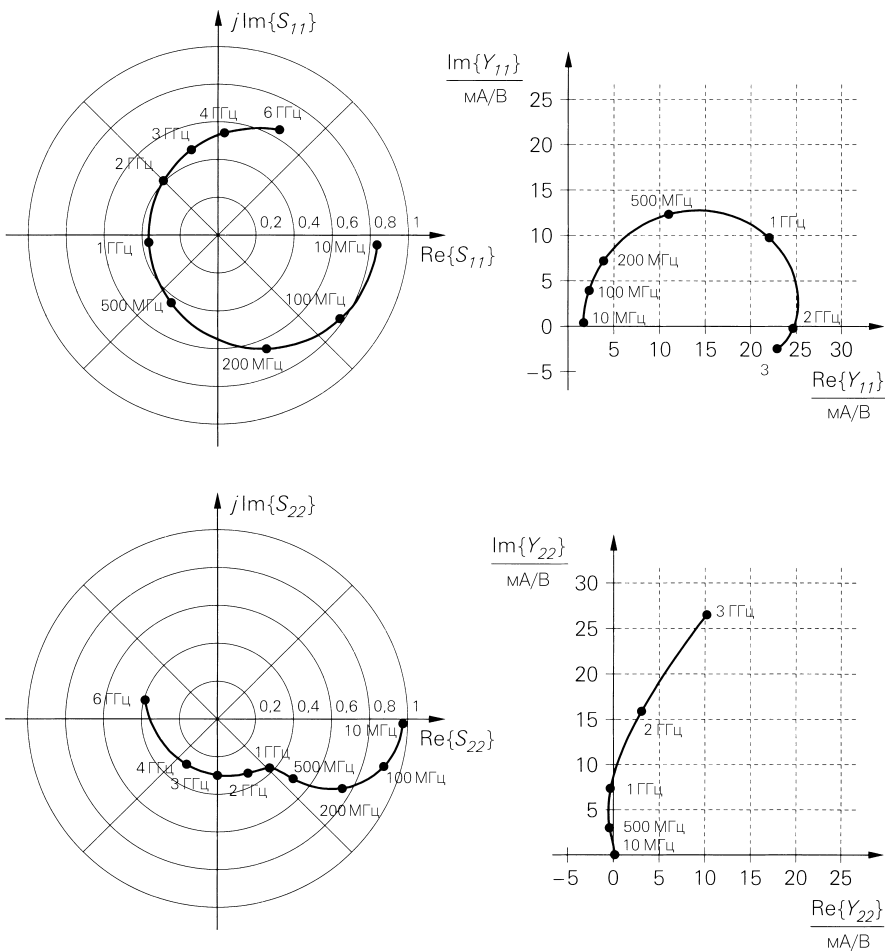 j Im{S11}
4 ГГц
6 ГГц
3 ГГц
2 ГГц
0,2 0,4 0,6 0,8 1
1 ГГц
10 МГц
Re{S11}
500 МГц
100 МГц
200 МГц
Im{Y11}
мА/В
25
20
15
500 МГц
10
1 ГГц
200 МГц
5
100 МГц
0
10 МГц
2 ГГц
5 10 15 20 25 30
−5
3
Re{Y11}
мА/В
j Im{S22}
6 ГГц
0,2 0,4 0,6 0,8 1
10 МГц
Re{S22}
4 ГГц
3 ГГц
2 ГГц
1 ГГц
500 МГц
100 МГц
200 МГц
Im{Y22}
мА/В
30
3 ГГц
25
20
15
2 ГГц
10
1 ГГц
5
500 МГц
10 МГц
0
−5 0 5 10 15 20 25
Re{Y22}
мА/В